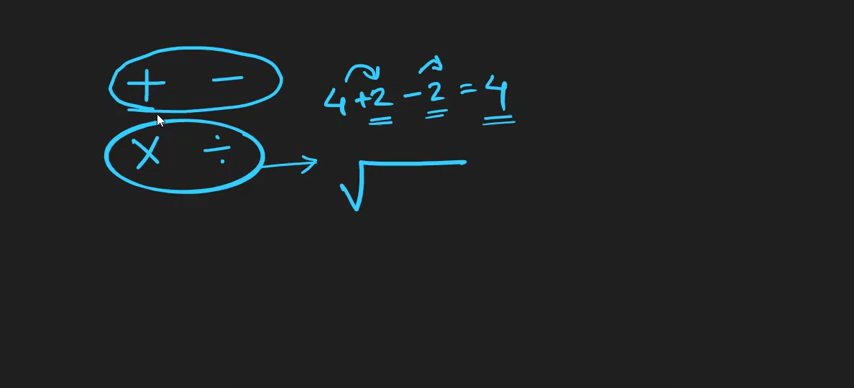 + − 4+2−2=4
× ÷ √